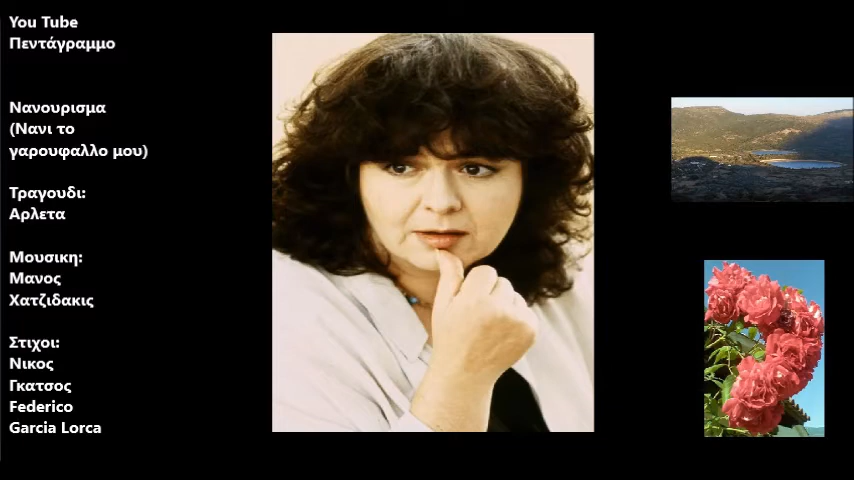 You Tube
Πεντάγραμμο
Νανουρισμα
(Νανι το
γαρουφαλλο μου)
Τραγουδι:
Αρλετα
Μουσικη:
Μανος
Χατζιδακις
Στιχοι:
Νικος
Γκατσος
Federico
Garcia Lorca